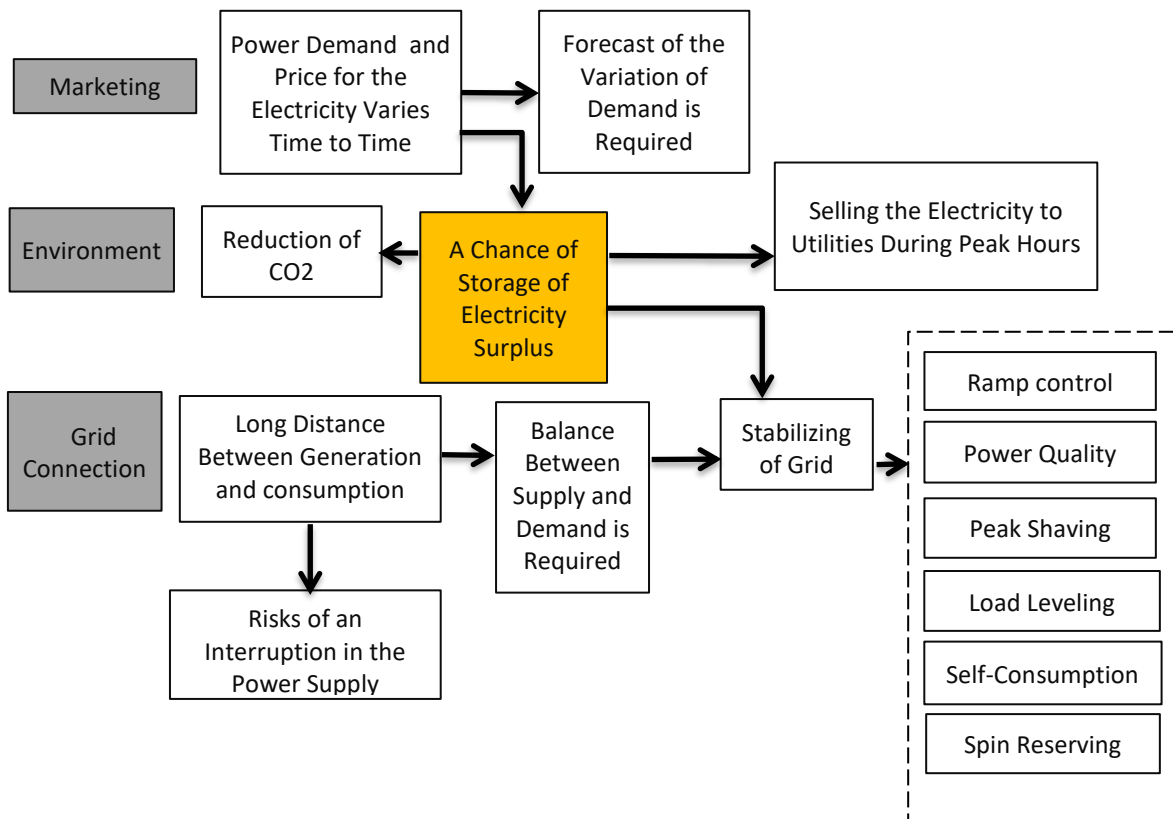 Marketing
Power Demand and
Price for the
Electricity Varies
Time to Time
Forecast of the
Variation of
Demand is
Required
Environment
Reduction of
CO2
A Chance of
Storage of
Electricity
Surplus
Selling the Electricity to
Utilities During Peak Hours
Grid
Connection
Long Distance
Between Generation
and consumption
Balance
Between
Supply and
Demand is
Required
Stabilizing
of Grid
Risks of an
Interruption in the
Power Supply
Ramp control
Power Quality
Peak Shaving
Load Leveling
Self-Consumption
Spin Reserving